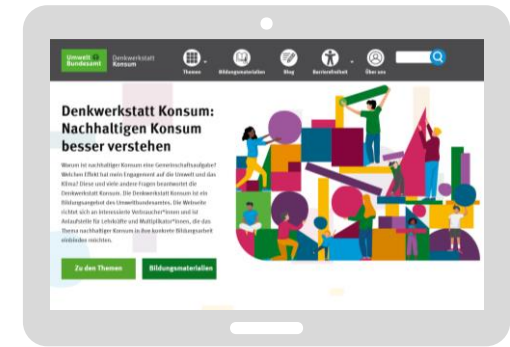 Umwelt
Bundesamt
Denkwerkstatt
Konsum
Themen
Bildungsmaterialien
Blog
Barrierefreiheit
Über uns
Denkwerkstatt Konsum:
Nachhaltigen Konsum
besser verstehen
Warum ist nachhaltiger Konsum eine Gemeinschaftsaufgabe?
Welchen Effekt hat mein Engagement auf die Umwelt und das
Klima? Diese und viele andere Fragen beantwortet die
Denkwerkstatt Konsum. Die Denkwerkstatt Konsum ist ein
Bildungsangebot des Umweltbundesamtes. Die Webseite
richtet sich an interessierte Verbraucher*innen und ist
Anlaufstelle für Lehrkräfte und Multiplikator*innen, die das
Thema nachhaltiger Konsum in ihre konkrete Bildungsarbeit
einbinden möchten.
Zu den Themen
Bildungsmaterialien